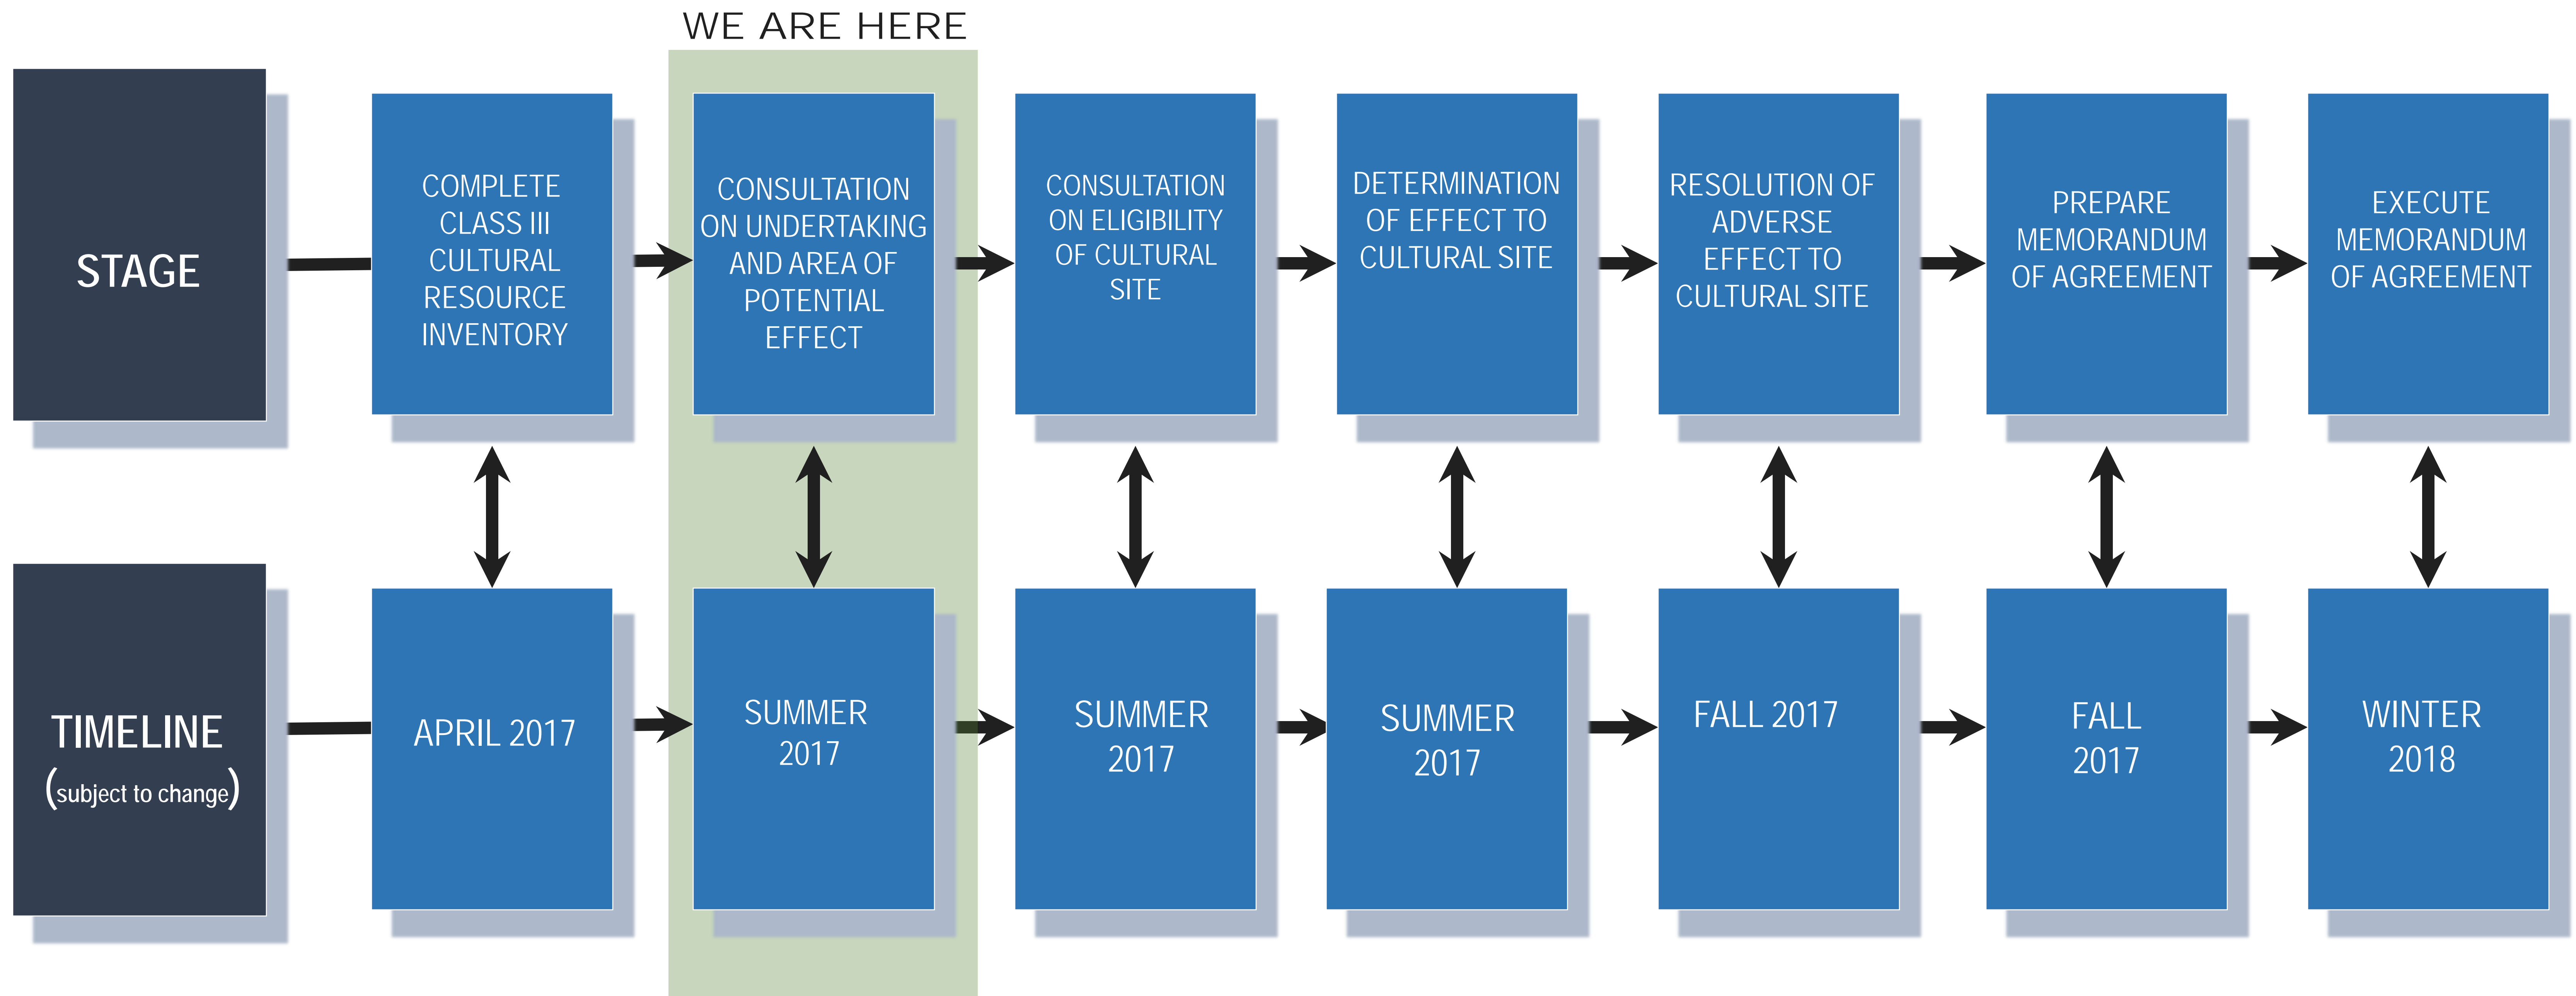 WE ARE HERE
STAGE
COMPLETE
CLASS III
CULTURAL
RESOURCE
INVENTORY
CONSULTATION
ON UNDERTAKING
AND AREA OF
POTENTIAL
EFFECT
CONSULTATION
ON ELIGIBILITY
OF CULTURAL
SITE
DETERMINATION
OF EFFECT TO
CULTURAL SITE
RESOLUTION OF
ADVERSE
EFFECT TO
CULTURAL SITE
PREPARE
MEMORANDUM
OF AGREEMENT
EXECUTE
MEMORANDUM
OF AGREEMENT
TIMELINE
(subject to change)
APRIL 2017
SUMMER
2017
SUMMER
2017
SUMMER
2017
FALL 2017
FALL
2017
WINTER
2018